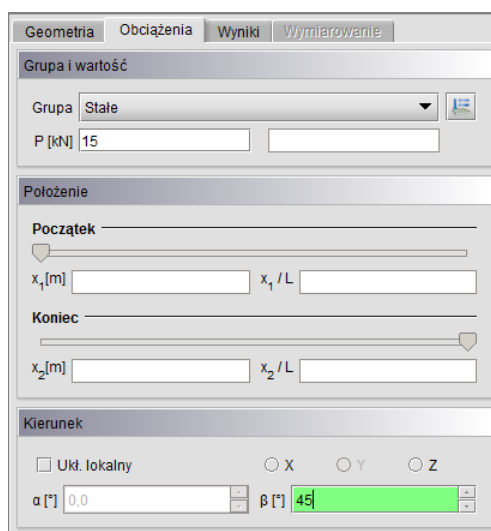 Geometria Obciążenia Wyniki Wymiarowanie
Grupa i wartość
Grupa Stałe
P [kN] 15
Położenie
Początek
x1[m] x1 / L
Koniec
x2[m] x2 / L
Kierunek
Ukł. lokalny X Y Z
α [°] 0,0 β [°] 45